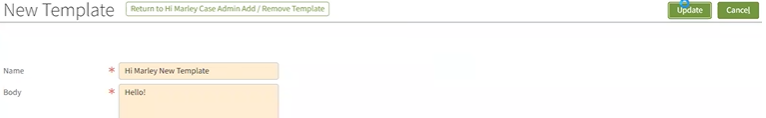 New Template Return to Hi Marley Case Admin Add / Remove Template Update Cancel
Name * Hi Marley New Template
Body * Hello!